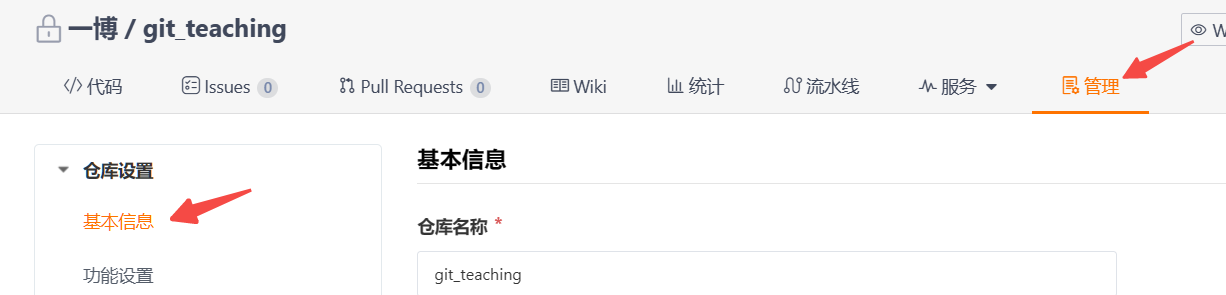 一博 / git_teaching
W
代码 Issues 0 Pull Requests 0 Wiki 统计 流水线 服务 管理
仓库设置
基本信息
功能设置
基本信息
仓库名称 *
git_teaching